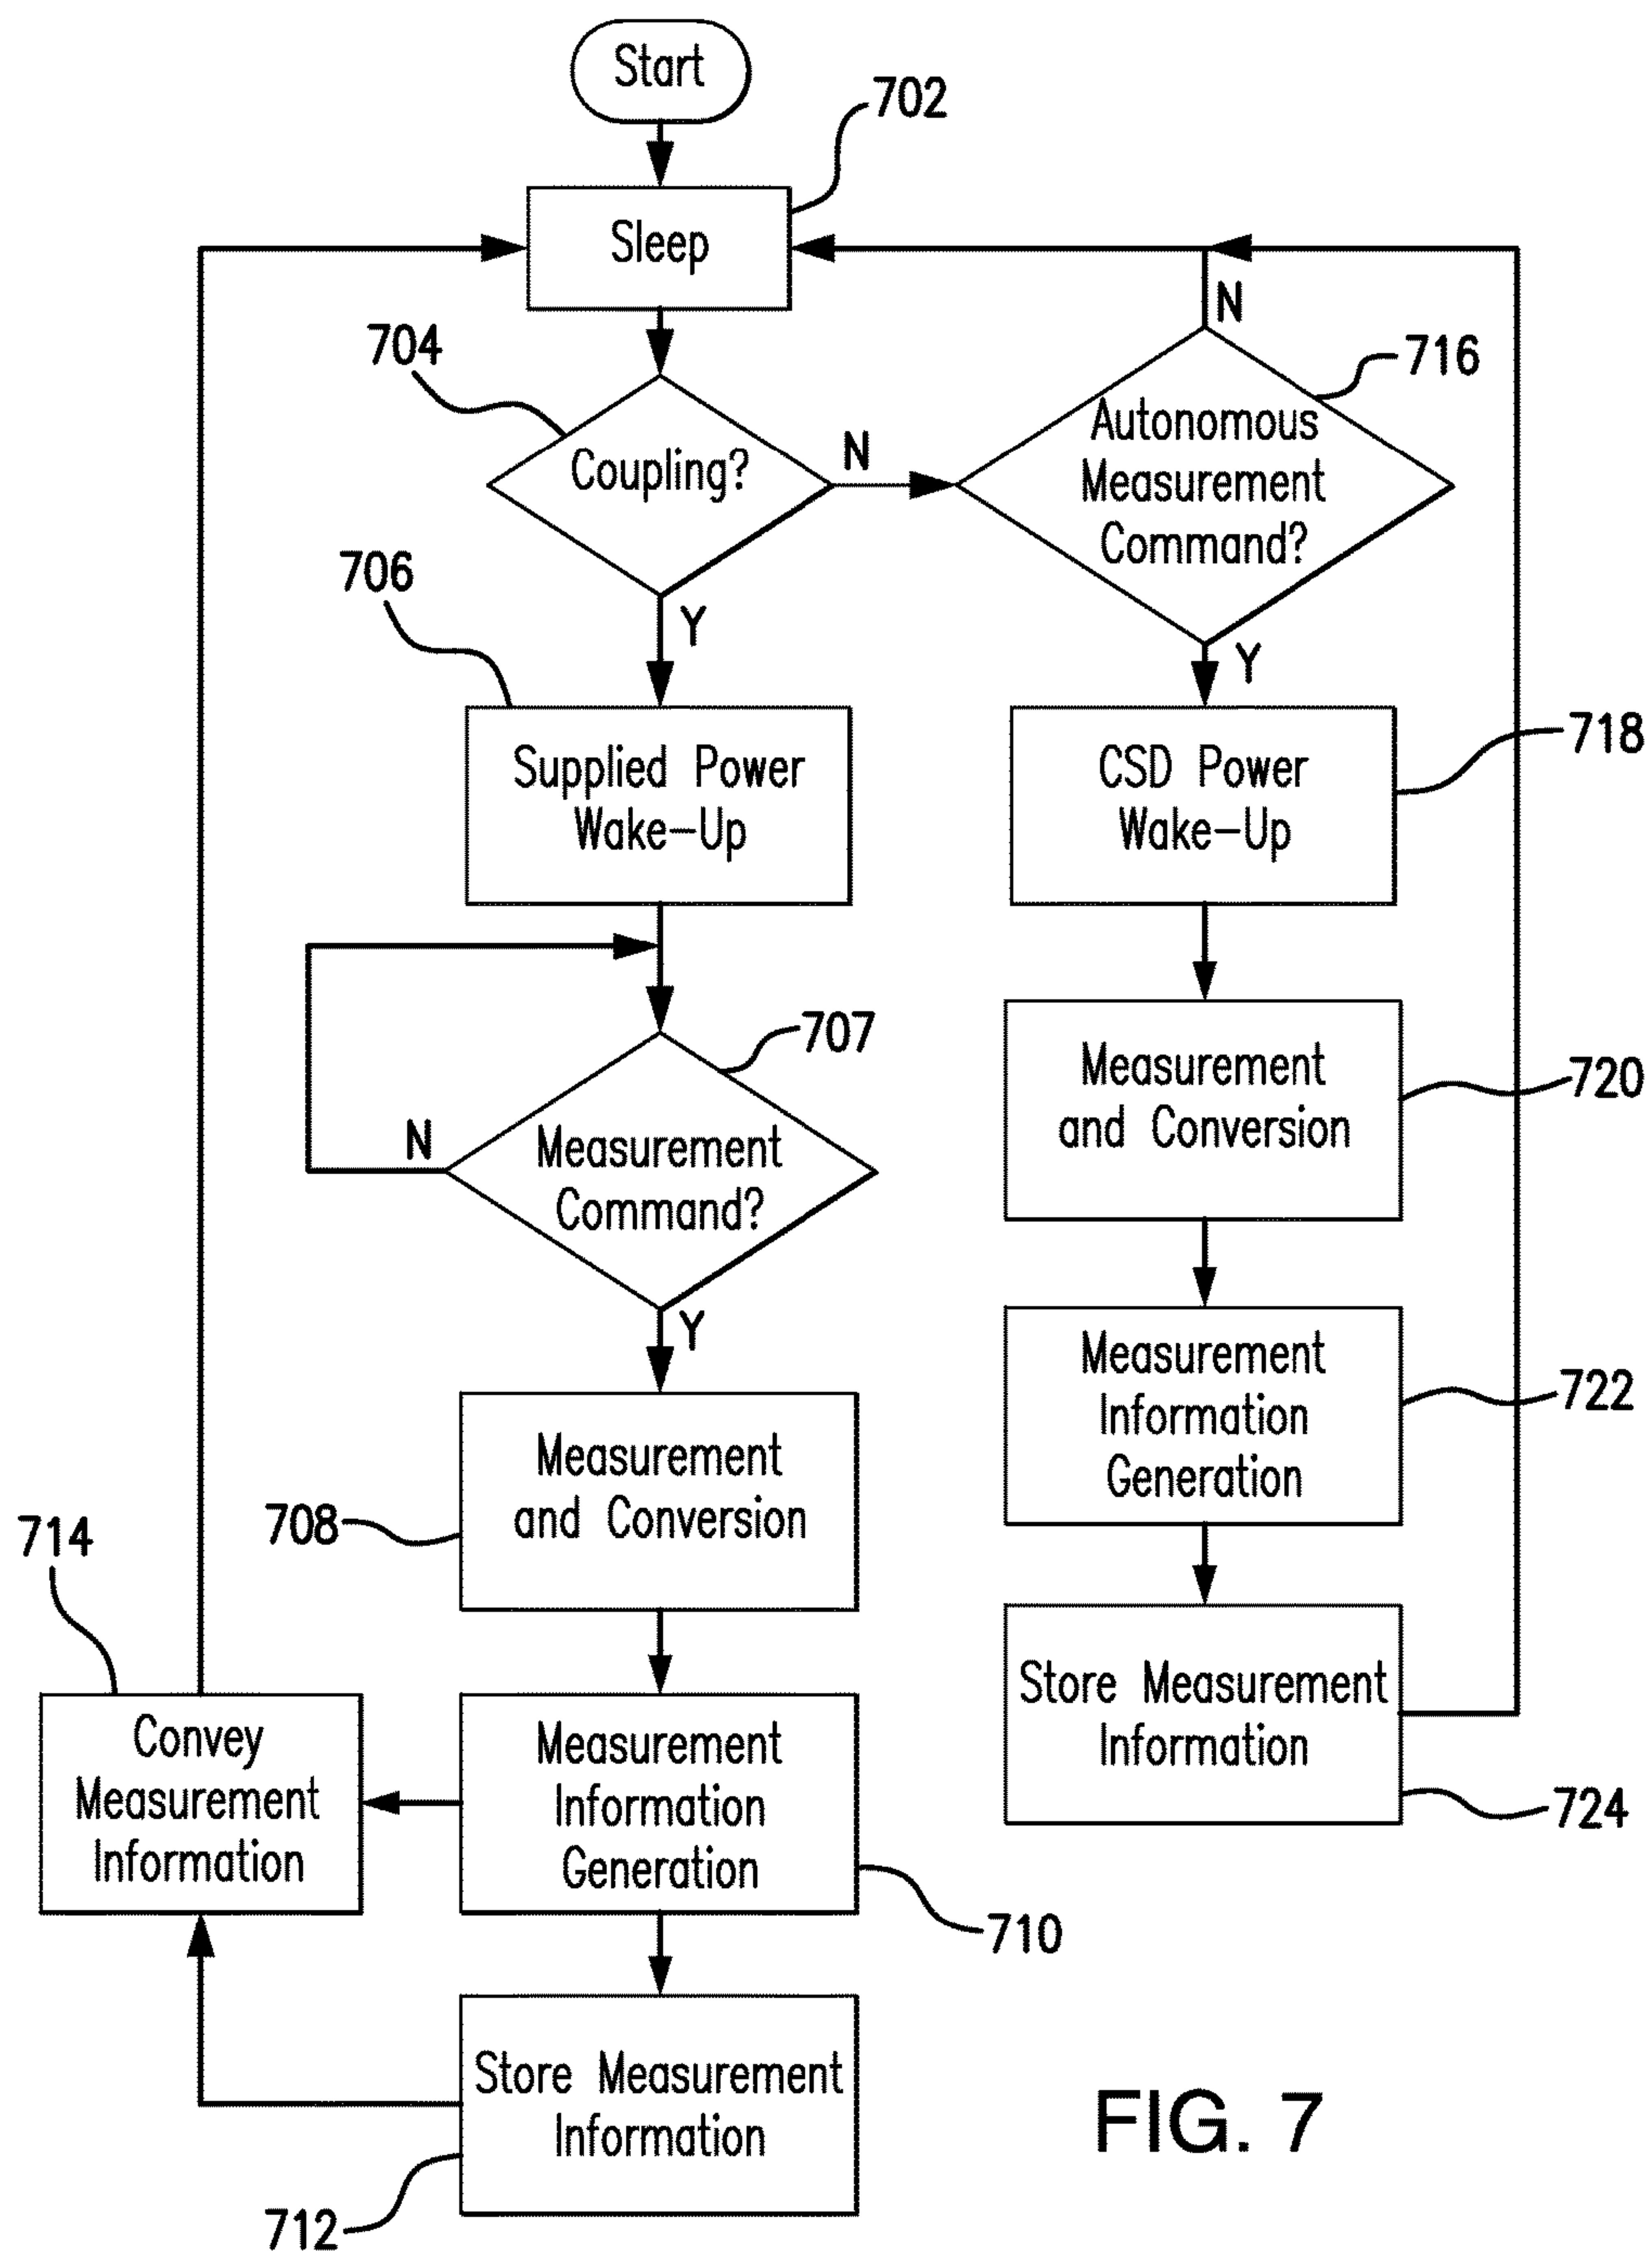 Start
702
Sleep
704
Coupling?
N
N
716
Autonomous
Measurement
Command?
706
Y
Y
Supplied Power
Wake-Up
CSD Power
Wake-Up
718
707
N
Measurement
Command?
Y
Measurement
and Conversion
720
Measurement
Information
Generation
722
708
Measurement
and Conversion
714
Convey
Measurement
Information
Measurement
Information
Generation
710
Store Measurement
Information
724
Store Measurement
Information
712
FIG. 7